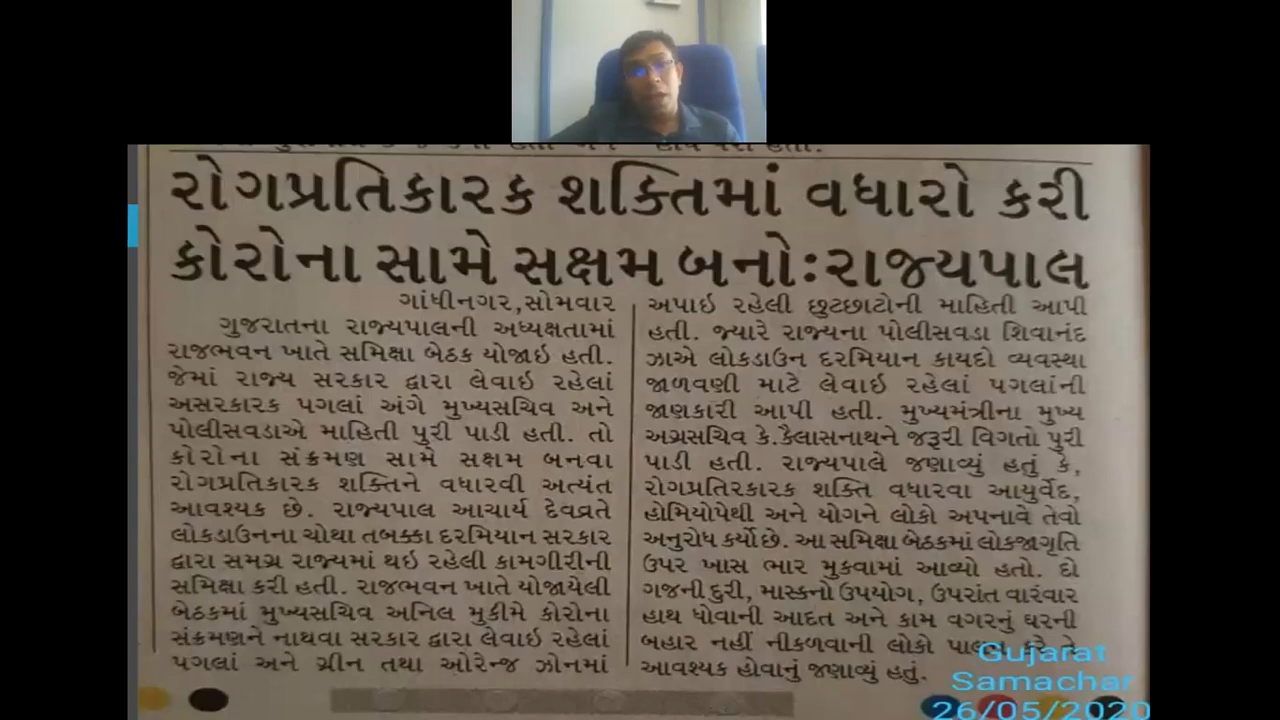 રોગપ્રતિકારક શક્તિમાં વધારો કરી
કોરોના સામે સક્ષમ બનો:રાજ્યપાલ
ગાંધીનગર,સોમવાર
ગુજરાતના રાજ્યપાલની અધ્યક્ષતામાં
રાજભવન ખાતે સમિક્ષા બેઠક યોજાઇ હતી.
જેમાં રાજ્ય સરકાર દ્વારા લેવાઇ રહેલાં
અસરકારક પગલાં અંગે મુખ્યસચિવ અને
પોલીસવડાએ માહિતી પુરી પાડી હતી. તો
કોરોના સંક્રમણ સામે સક્ષમ બનવા
રોગપ્રતિકારક શક્તિને વધારવી અત્યંત
આવશ્યક છે. રાજ્યપાલ આચાર્ય દેવવ્રતે
લોકડાઉનના ચોથા તબક્કા દરમિયાન સરકાર
દ્વારા સમગ્ર રાજ્યમાં થઇ રહેલી કામગીરીની
સમિક્ષા કરી હતી. રાજભવન ખાતે યોજાયેલી
બેઠકમાં મુખ્યસચિવ અનિલ મુકીમે કોરોના
સંક્રમણને નાથવા સરકાર દ્વારા લેવાઇ રહેલાં
પગલાં અને ગ્રીન તથા ઓરેન્જ ઝોનમાં
અપાઇ રહેલી છુટછાટોની માહિતી આપી
હતી. જ્યારે રાજ્યના પોલીસવડા શિવાનંદ
ઝાએ લોકડાઉન દરમિયાન કાયદો વ્યવસ્થા
જાળવણી માટે લેવાઇ રહેલાં પગલાંની
જાણકારી આપી હતી. મુખ્યમંત્રીના મુખ્ય
અગ્રસચિવ કે.કૈલાસનાથને જરૂરી વિગતો પુરી
પાડી હતી. રાજ્યપાલે જણાવ્યું હતું કે,
રોગપ્રતિરકારક શક્તિ વધારવા આયુર્વેદ,
હોમિયોપેથી અને યોગને લોકો અપનાવે તેવો
અનુરોધ કર્યો છે. આ સમિક્ષા બેઠકમાં લોકજાગૃતિ
ઉપર ખાસ ભાર મુકવામાં આવ્યો હતો. દો
ગજની દુરી, માસ્કનો ઉપયોગ, ઉપરાંત વારંવાર
હાથ ધોવાની આદત અને કામ વગરનું ઘરની
બહાર નહીં નીકળવાની લોકો
આવશ્યક હોવાનું જણાવ્યું હતું.
Gujarat
Samachar
26/05/2020